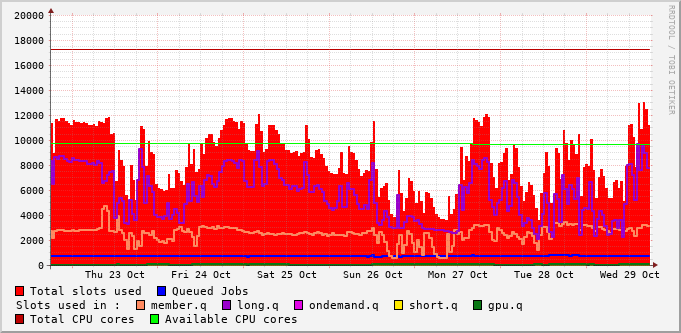 RRDTOOL / TOBI OETIKER
20000
18000
16000
14000
12000
10000
8000
6000
4000
2000
0
Thu 23 Oct Fri 24 Oct Sat 25 Oct Sun 26 Oct Mon 27 Oct Tue 28 Oct Wed 29 Oct
Total slots used Queued Jobs
Slots used in : member.q long.q ondemand.q short.q gpu.q
Total CPU cores Available CPU cores